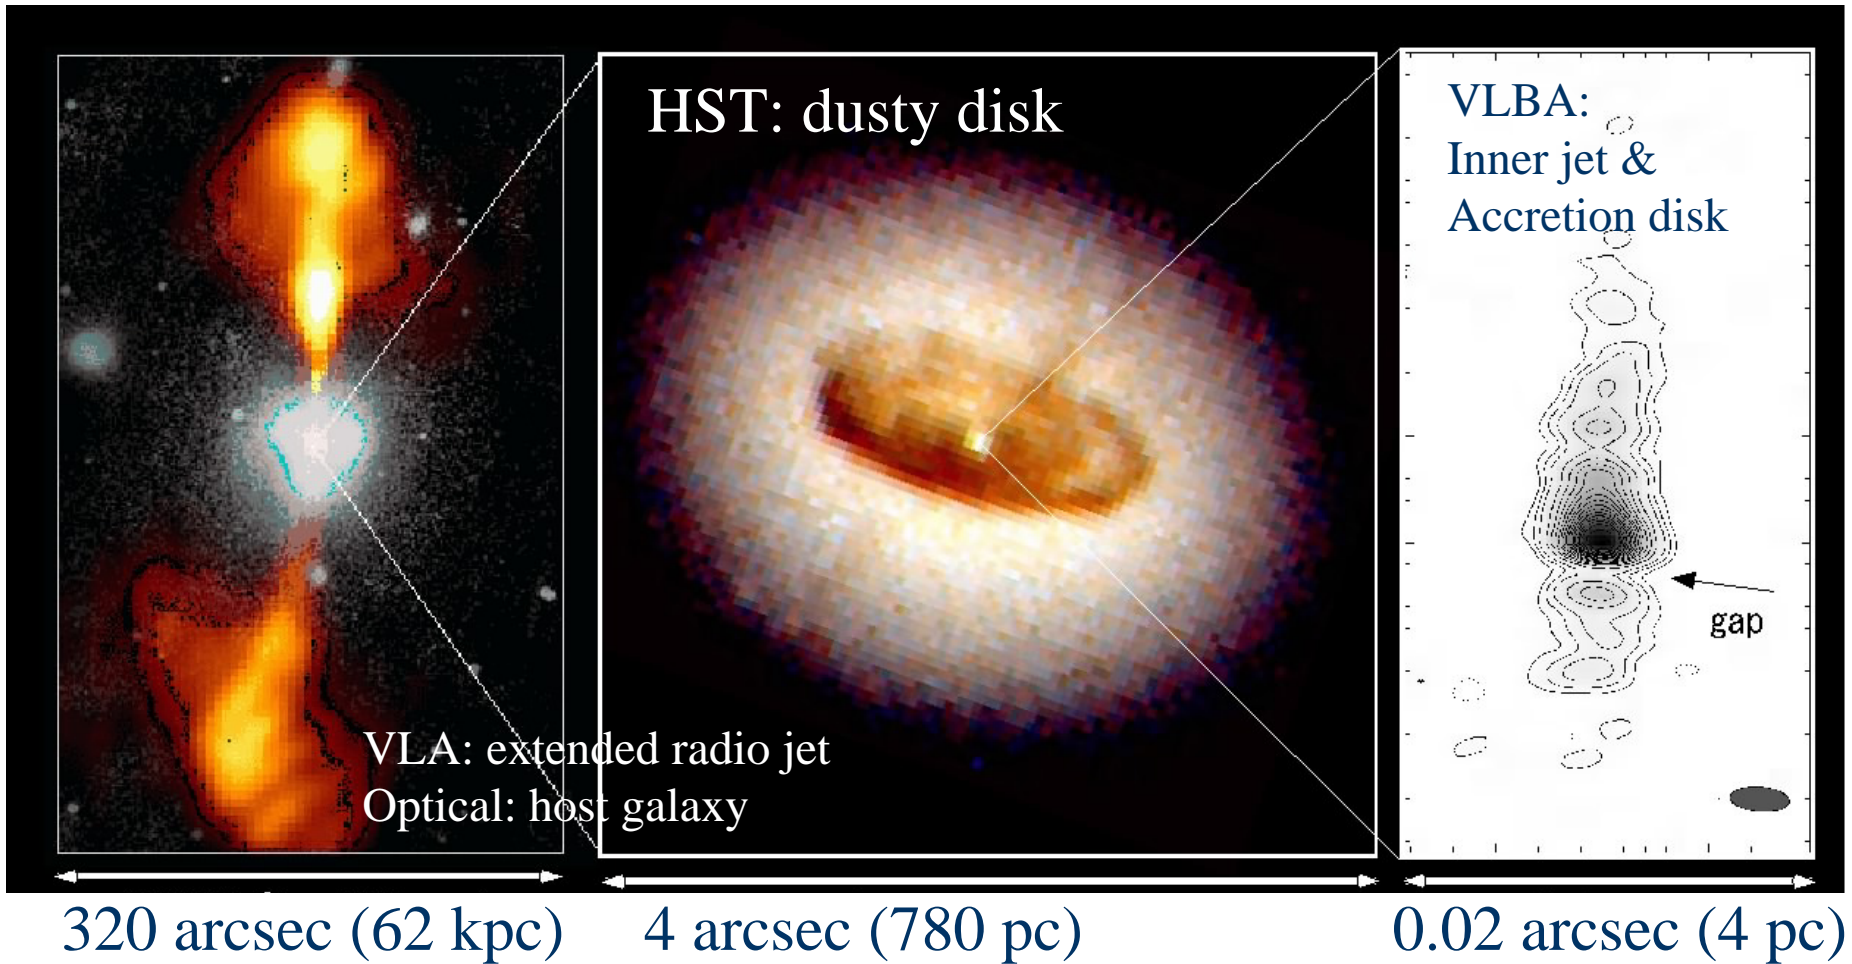 HST: dusty disk
VLBA:
Inner jet &
Accretion disk
gap
VLA: extended radio jet
Optical: host galaxy
320 arcsec (62 kpc)
4 arcsec (780 pc)
0.02 arcsec (4 pc)